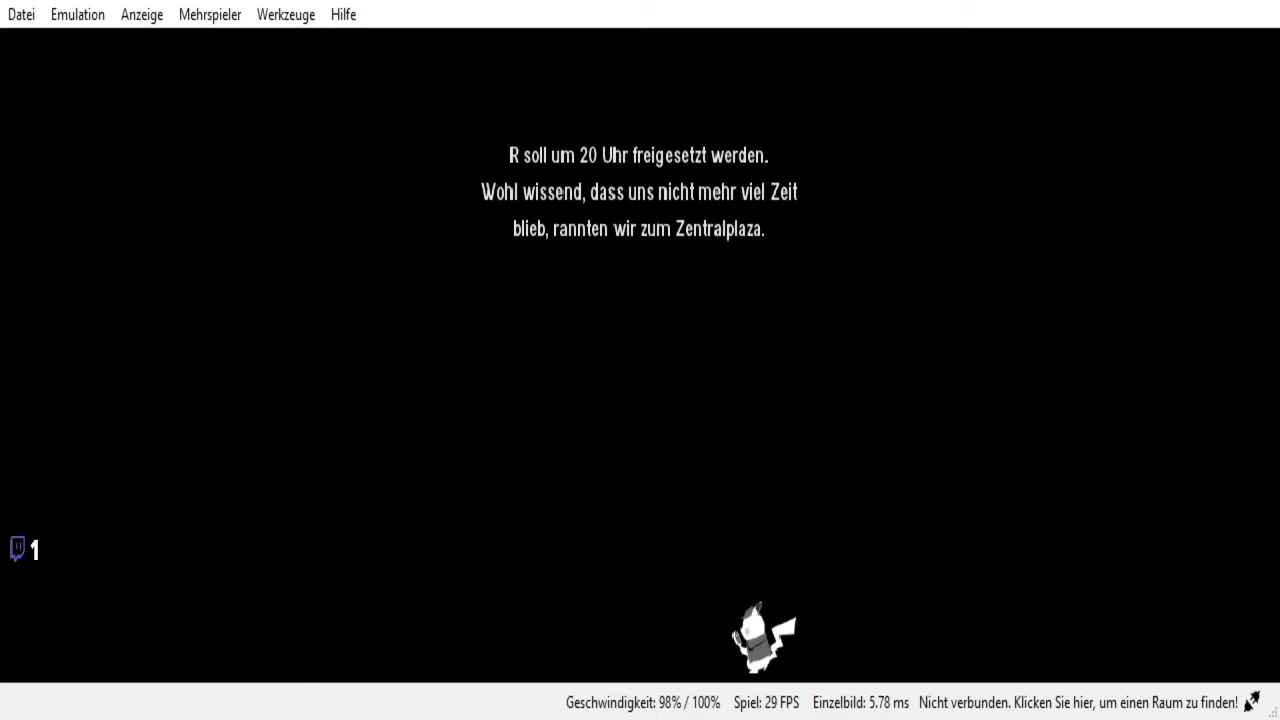 Datei Emulation Anzeige Mehrspieler Werkzeuge Hilfe
R soll um 20 Uhr freigesetzt werden.
Wohl wissend, dass uns nicht mehr viel Zeit
blieb, rannten wir zum Zentralplaza.
1
Geschwindigkeit: 98% / 100% Spiel: 29 FPS Einzelbild: 5.78 ms Nicht verbunden. Klicken Sie hier, um einen Raum zu finden!